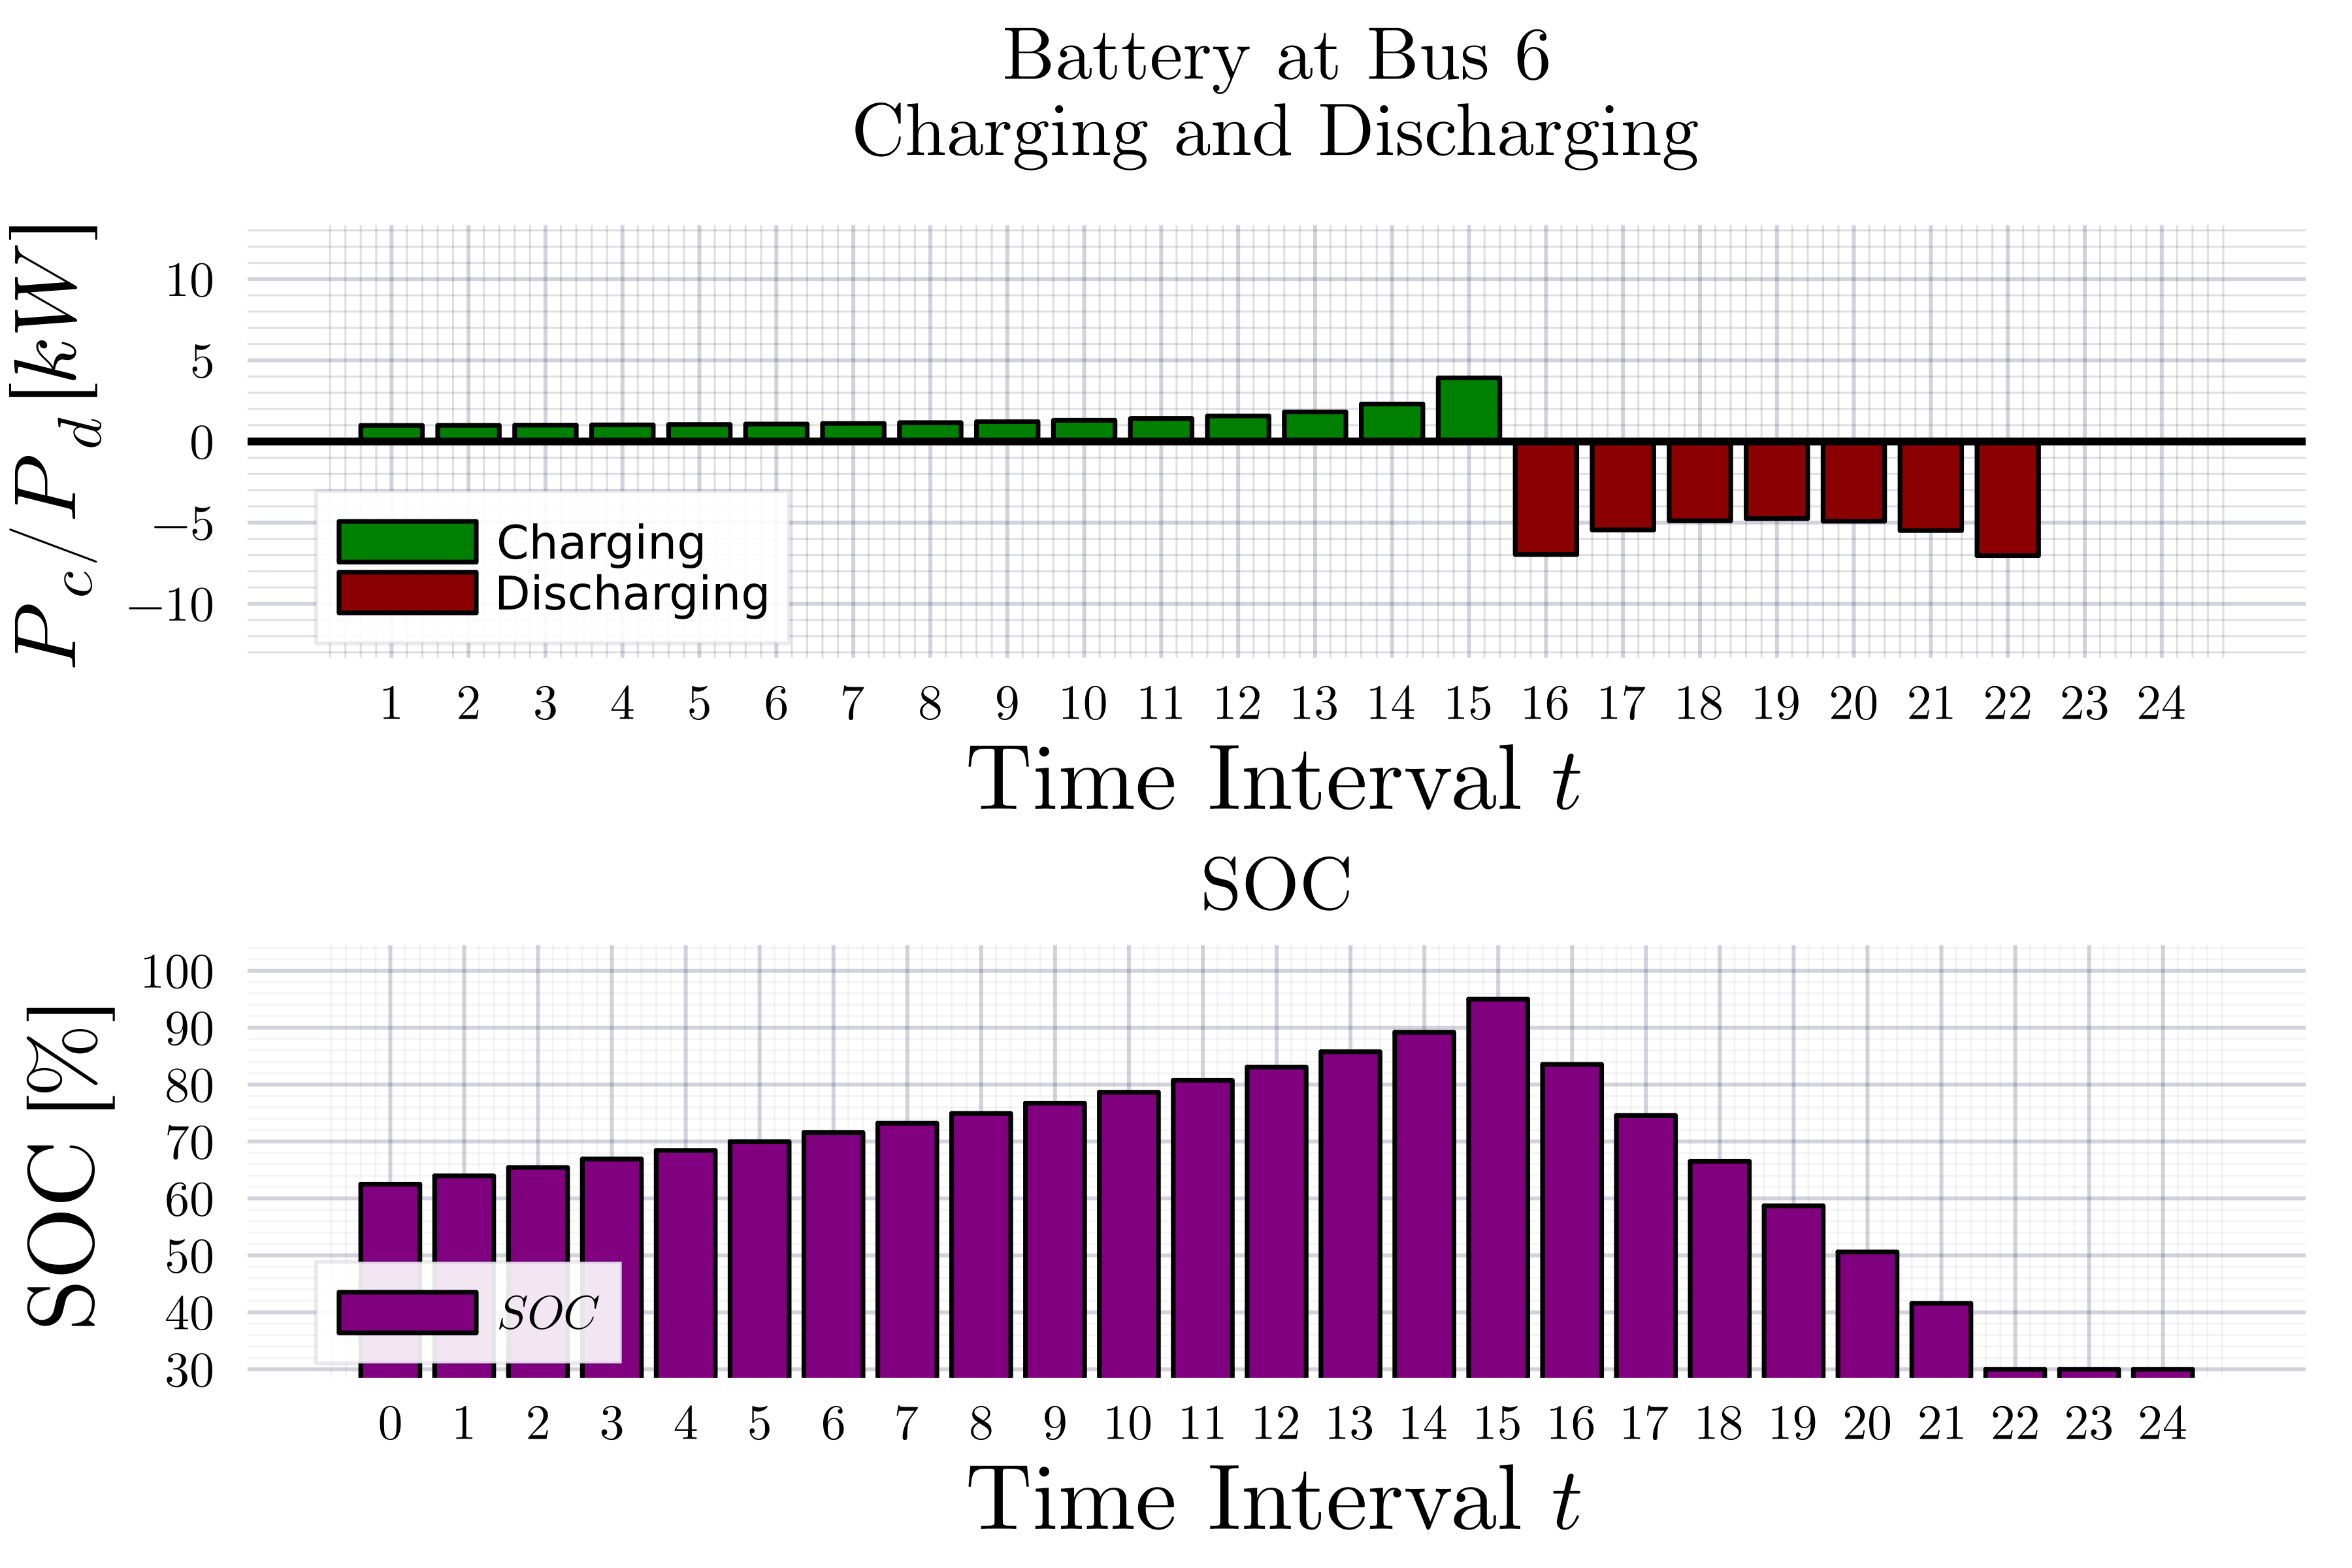 Battery at Bus 6
Charging and Discharging
P_c/P_d [kW]
10
5
0
−5
−10
Charging
Discharging
1 2 3 4 5 6 7 8 9 10 11 12 13 14 15 16 17 18 19 20 21 22 23 24
Time Interval t
SOC
SOC [%]
100
90
80
70
60
50
40
30
SOC
0 1 2 3 4 5 6 7 8 9 10 11 12 13 14 15 16 17 18 19 20 21 22 23 24
Time Interval t